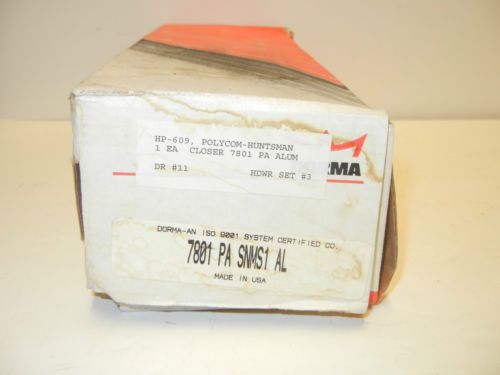 HP-609, POLYCOM-HUNTSMAN
1 EA CLOSER 7801 PA ALUM
DR #11 HDWR SET #3
RMA
DORMA-AN ISO 9001 SYSTEM CERTIFIED CO.
7801 PA SNMS1 AL
MADE IN USA